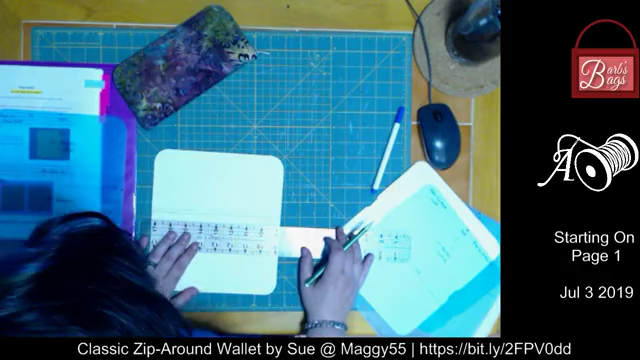 Barb's
Bags
A
Starting On
Page 1
Jul 3 2019
Classic Zip-Around Wallet by Sue @ Maggy55 | https://bit.ly/2FPV0dd